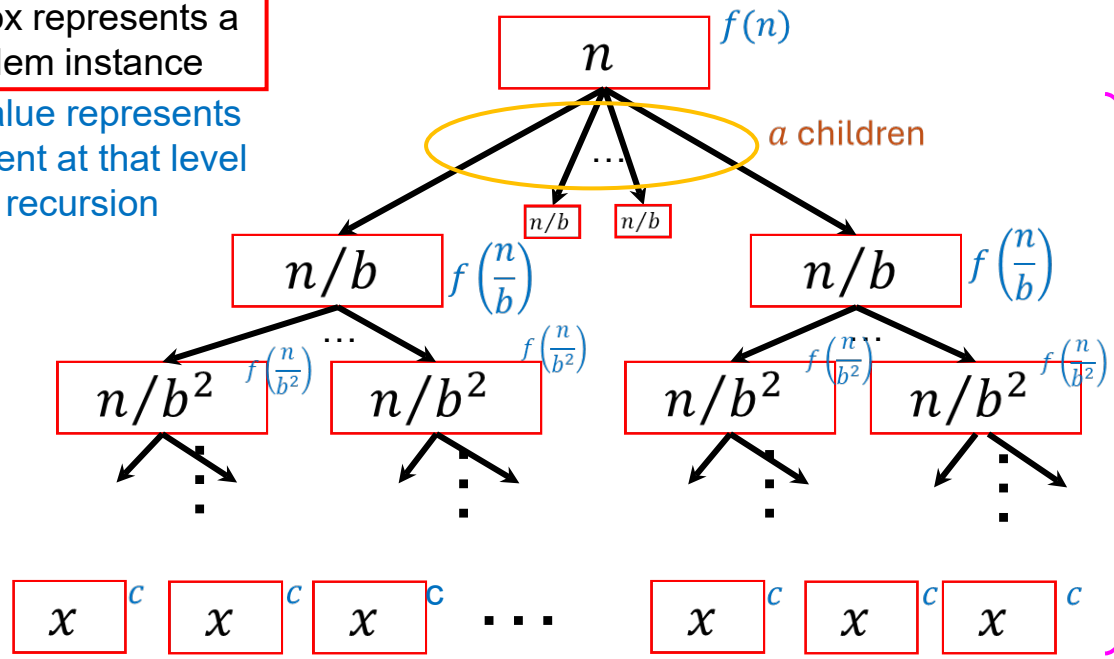 ox represents a
lem instance
alue represents
ent at that level
recursion
n
f(n)
a children
...
n/b
n/b
n/b
f(n/b)
n/b
f(n/b)
...
...
n/b²
f(n/b²)
n/b²
f(n/b²)
n/b²
f(n/b²)
n/b²
f(n/b²)
x
c
x
c
x
c
...
x
c
x
c
x
c